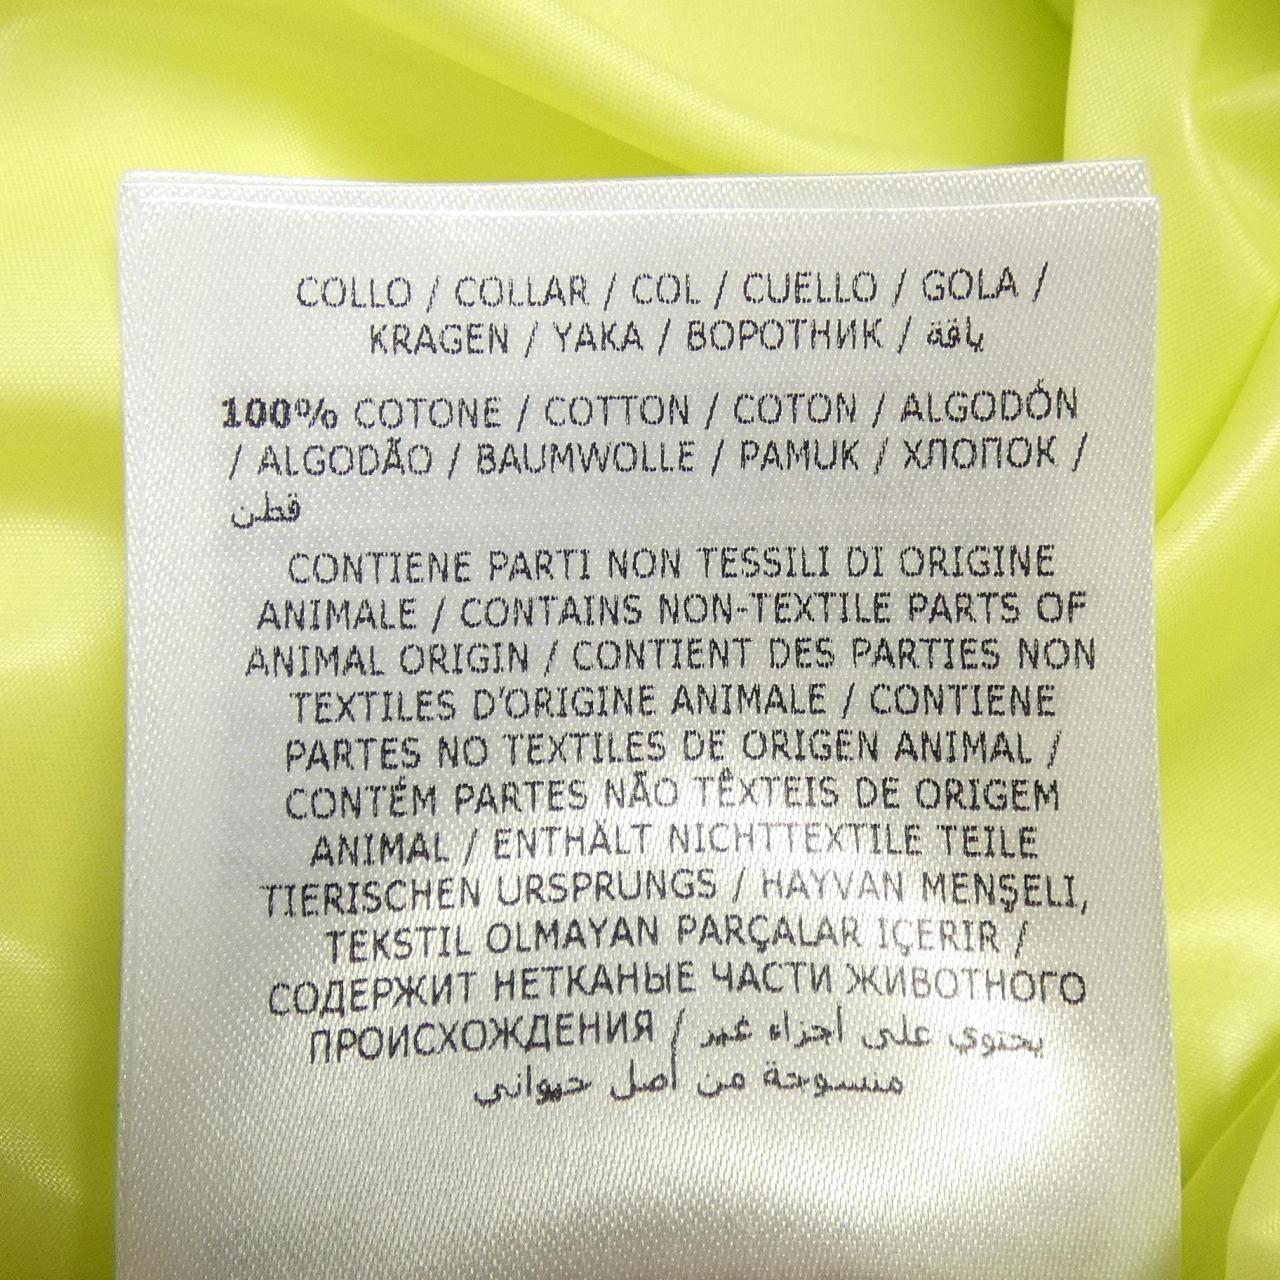 COLLO / COLLAR / COL / CUELLO / GOLA /
KRAGEN / YAKA / ВОРОТНИК / ياقة
100% COTONE / COTTON / COTON / ALGODÓN
/ ALGODÃO / BAUMWOLLE / PAMUK / ХЛОПОК /
قطن
CONTIENE PARTI NON TESSILI DI ORIGINE
ANIMALE / CONTAINS NON-TEXTILE PARTS OF
ANIMAL ORIGIN / CONTIENT DES PARTIES NON
TEXTILES D'ORIGINE ANIMALE / CONTIENE
PARTES NO TEXTILES DE ORIGEN ANIMAL /
CONTÉM PARTES NÃO TÊXTEIS DE ORIGEM
ANIMAL / ENTHÄLT NICHTTEXTILE TEILE
TIERISCHEN URSPRUNGS / HAYVAN MENŞELI,
TEKSTIL OLMAYAN PARÇALAR IÇERIR /
СОДЕРЖИТ НЕТКАНЫЕ ЧАСТИ ЖИВОТНОГО
ПРОИСХОЖДЕНИЯ / يحتوي على أجزاء غير
منسوجة من أصل حيواني